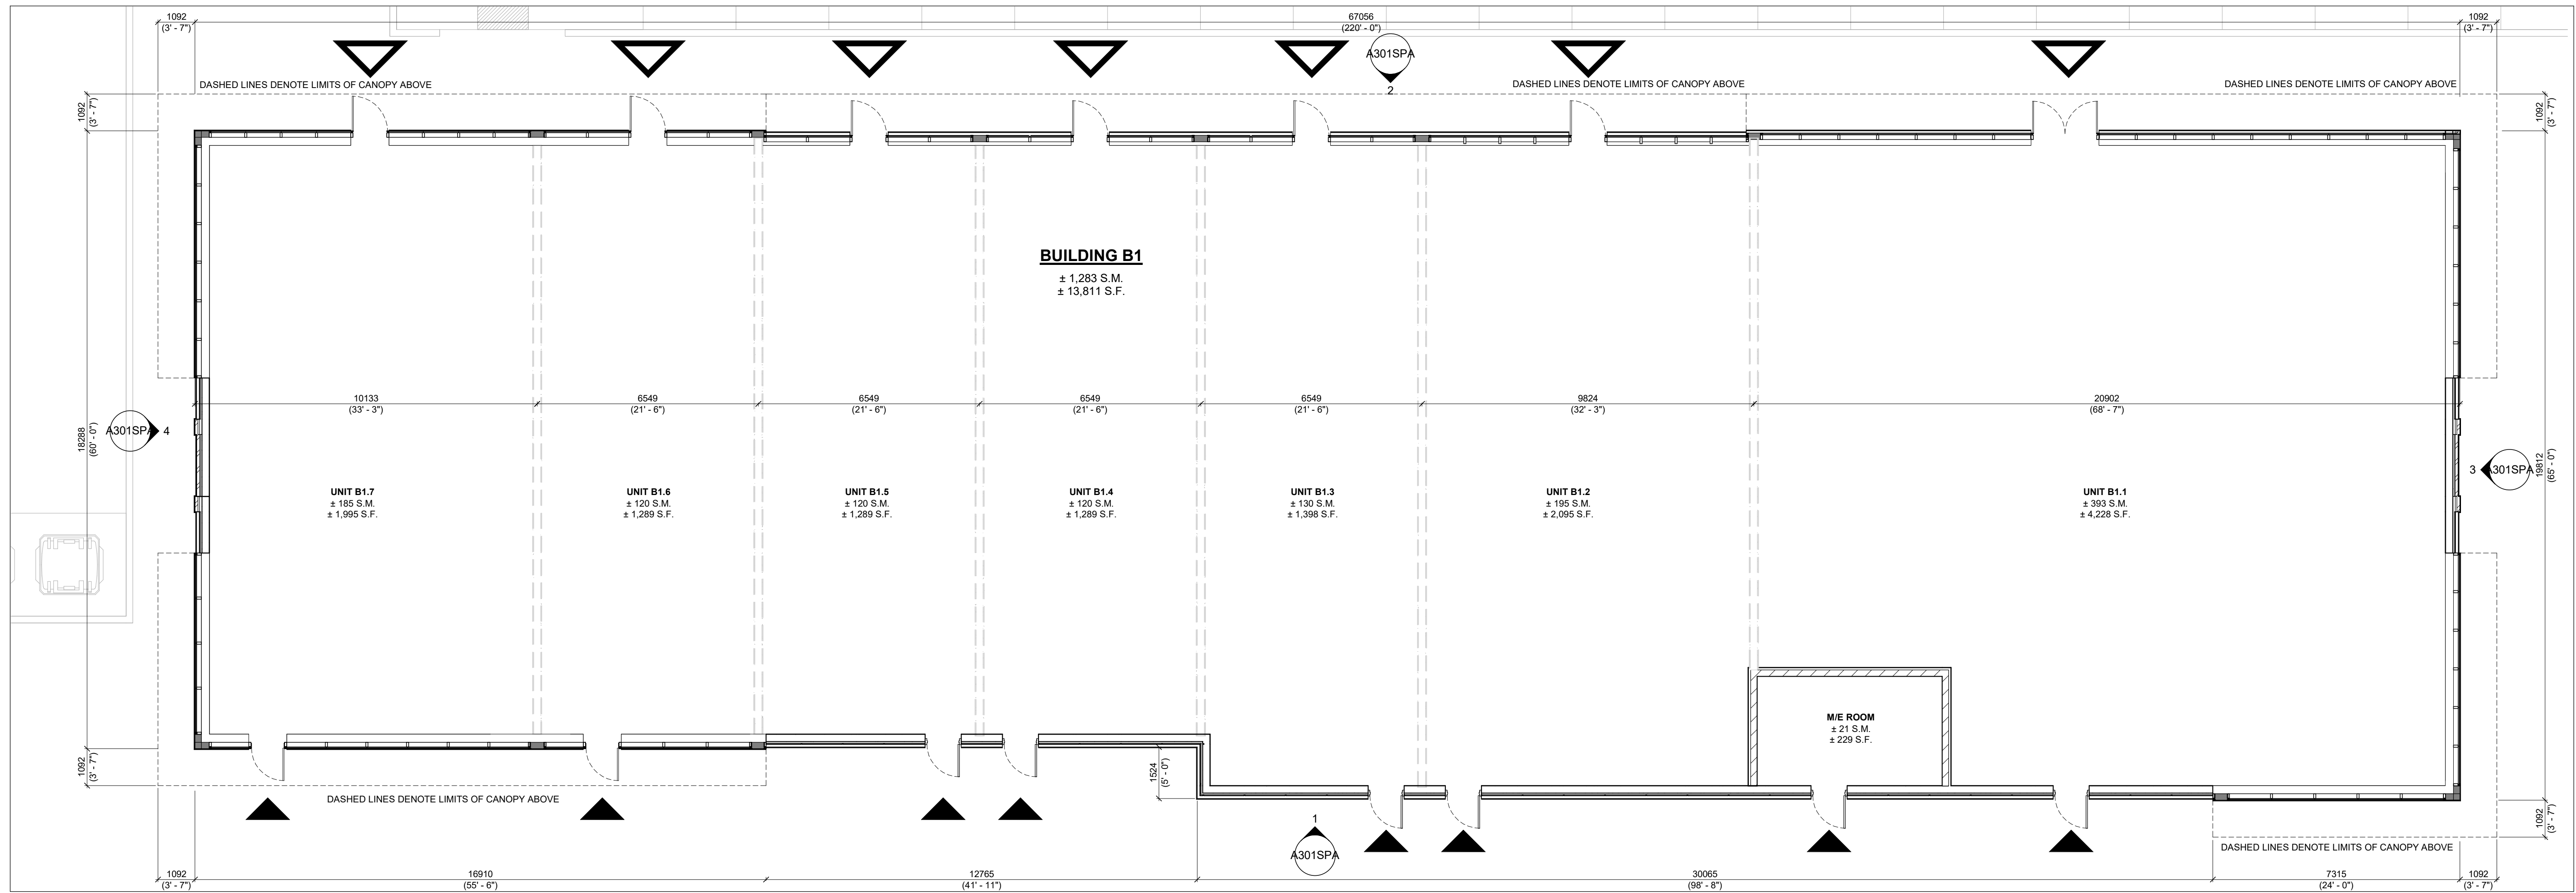 1092
(3' - 7")
67056
(220' - 0")
1092
(3' - 7")
A301SPA
2
DASHED LINES DENOTE LIMITS OF CANOPY ABOVE
DASHED LINES DENOTE LIMITS OF CANOPY ABOVE
DASHED LINES DENOTE LIMITS OF CANOPY ABOVE
1092
(3' - 7")
1092
(3' - 7")
BUILDING B1
± 1,283 S.M.
± 13,811 S.F.
10133
(33' - 3")
6549
(21' - 6")
6549
(21' - 6")
6549
(21' - 6")
6549
(21' - 6")
9824
(32' - 3")
20902
(68' - 7")
18288
(60' - 0")
A301SPA
4
3
A301SPA
19812
(65' - 0")
UNIT B1.7
± 185 S.M.
± 1,995 S.F.
UNIT B1.6
± 120 S.M.
± 1,289 S.F.
UNIT B1.5
± 120 S.M.
± 1,289 S.F.
UNIT B1.4
± 120 S.M.
± 1,289 S.F.
UNIT B1.3
± 130 S.M.
± 1,398 S.F.
UNIT B1.2
± 195 S.M.
± 2,095 S.F.
UNIT B1.1
± 393 S.M.
± 4,228 S.F.
M/E ROOM
± 21 S.M.
± 229 S.F.
1092
(3' - 7")
1524
(5' - 0")
DASHED LINES DENOTE LIMITS OF CANOPY ABOVE
1
A301SPA
1092
(3' - 7")
DASHED LINES DENOTE LIMITS OF CANOPY ABOVE
1092
(3' - 7")
16910
(55' - 6")
12765
(41' - 11")
30065
(98' - 8")
7315
(24' - 0")
1092
(3' - 7")